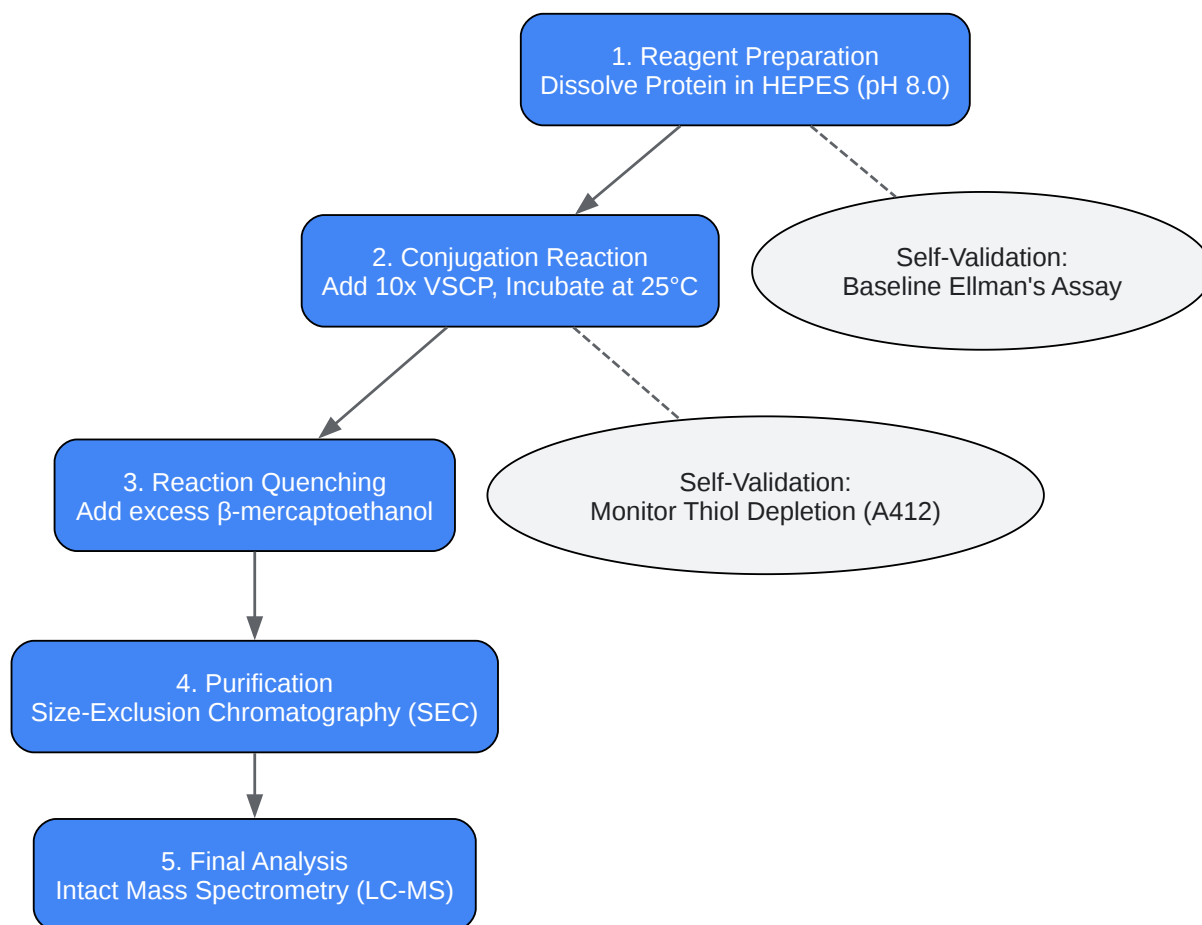 1. Reagent Preparation
Dissolve Protein in HEPES (pH 8.0)
Self-Validation:
Baseline Ellman's Assay
2. Conjugation Reaction
Add 10x VSCP, Incubate at 25°C
Self-Validation:
Monitor Thiol Depletion (A412)
3. Reaction Quenching
Add excess β-mercaptoethanol
4. Purification
Size-Exclusion Chromatography (SEC)
5. Final Analysis
Intact Mass Spectrometry (LC-MS)